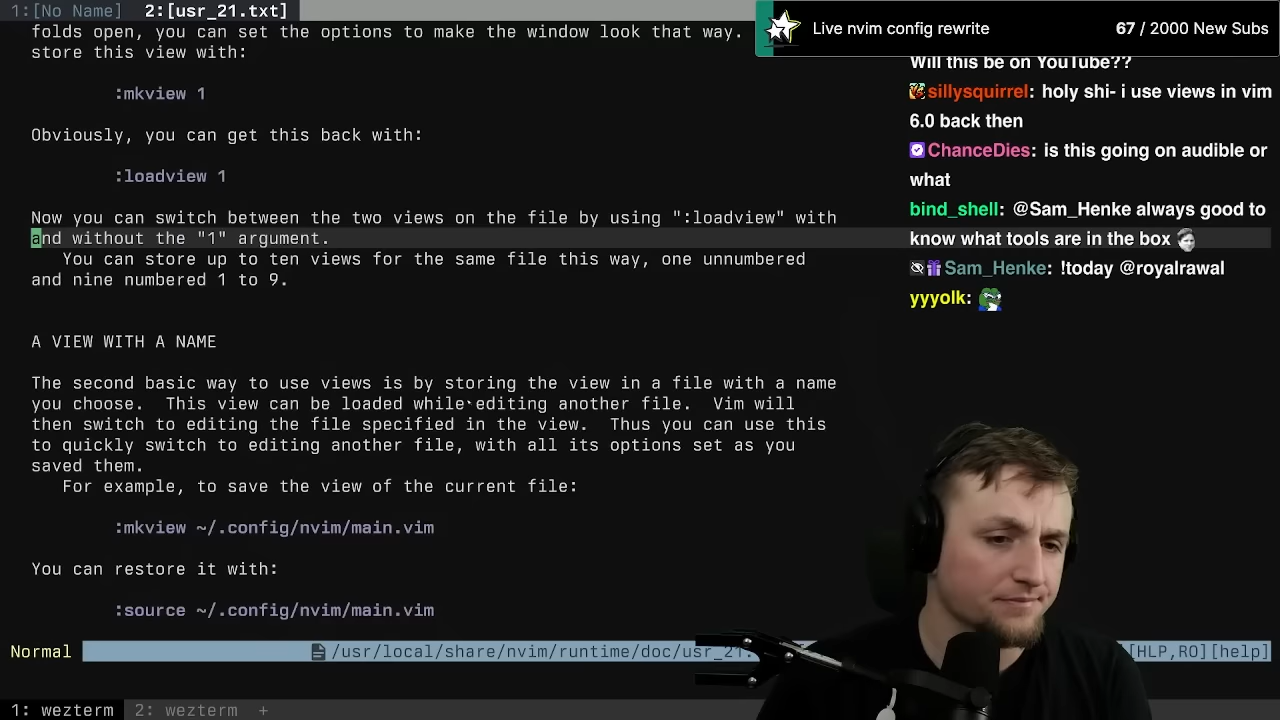 1:[No Name]  2:[usr_21.txt]
folds open, you can set the options to make the window look that way.
store this view with:
:mkview 1
Obviously, you can get this back with:
:loadview 1
Now you can switch between the two views on the file by using ":loadview" with
and without the "1" argument.
You can store up to ten views for the same file this way, one unnumbered
and nine numbered 1 to 9.
A VIEW WITH A NAME
The second basic way to use views is by storing the view in a file with a name
you choose.  This view can be loaded while editing another file.  Vim will
then switch to editing the file specified in the view.  Thus you can use this
to quickly switch to editing another file, with all its options set as you
saved them.
For example, to save the view of the current file:
:mkview ~/.config/nvim/main.vim
You can restore it with:
:source ~/.config/nvim/main.vim
Normal /usr/local/share/nvim/runtime/doc/usr_21. [HLP,RO][help]
1: wezterm  2: wezterm  +
Live nvim config rewrite 67 / 2000 New Subs
Will this be on YouTube??
sillysquirrel: holy shi- i use views in vim
6.0 back then
ChanceDies: is this going on audible or
what
bind_shell: @Sam_Henke always good to
know what tools are in the box
Sam_Henke: !today @royalrawal
yyyolk: